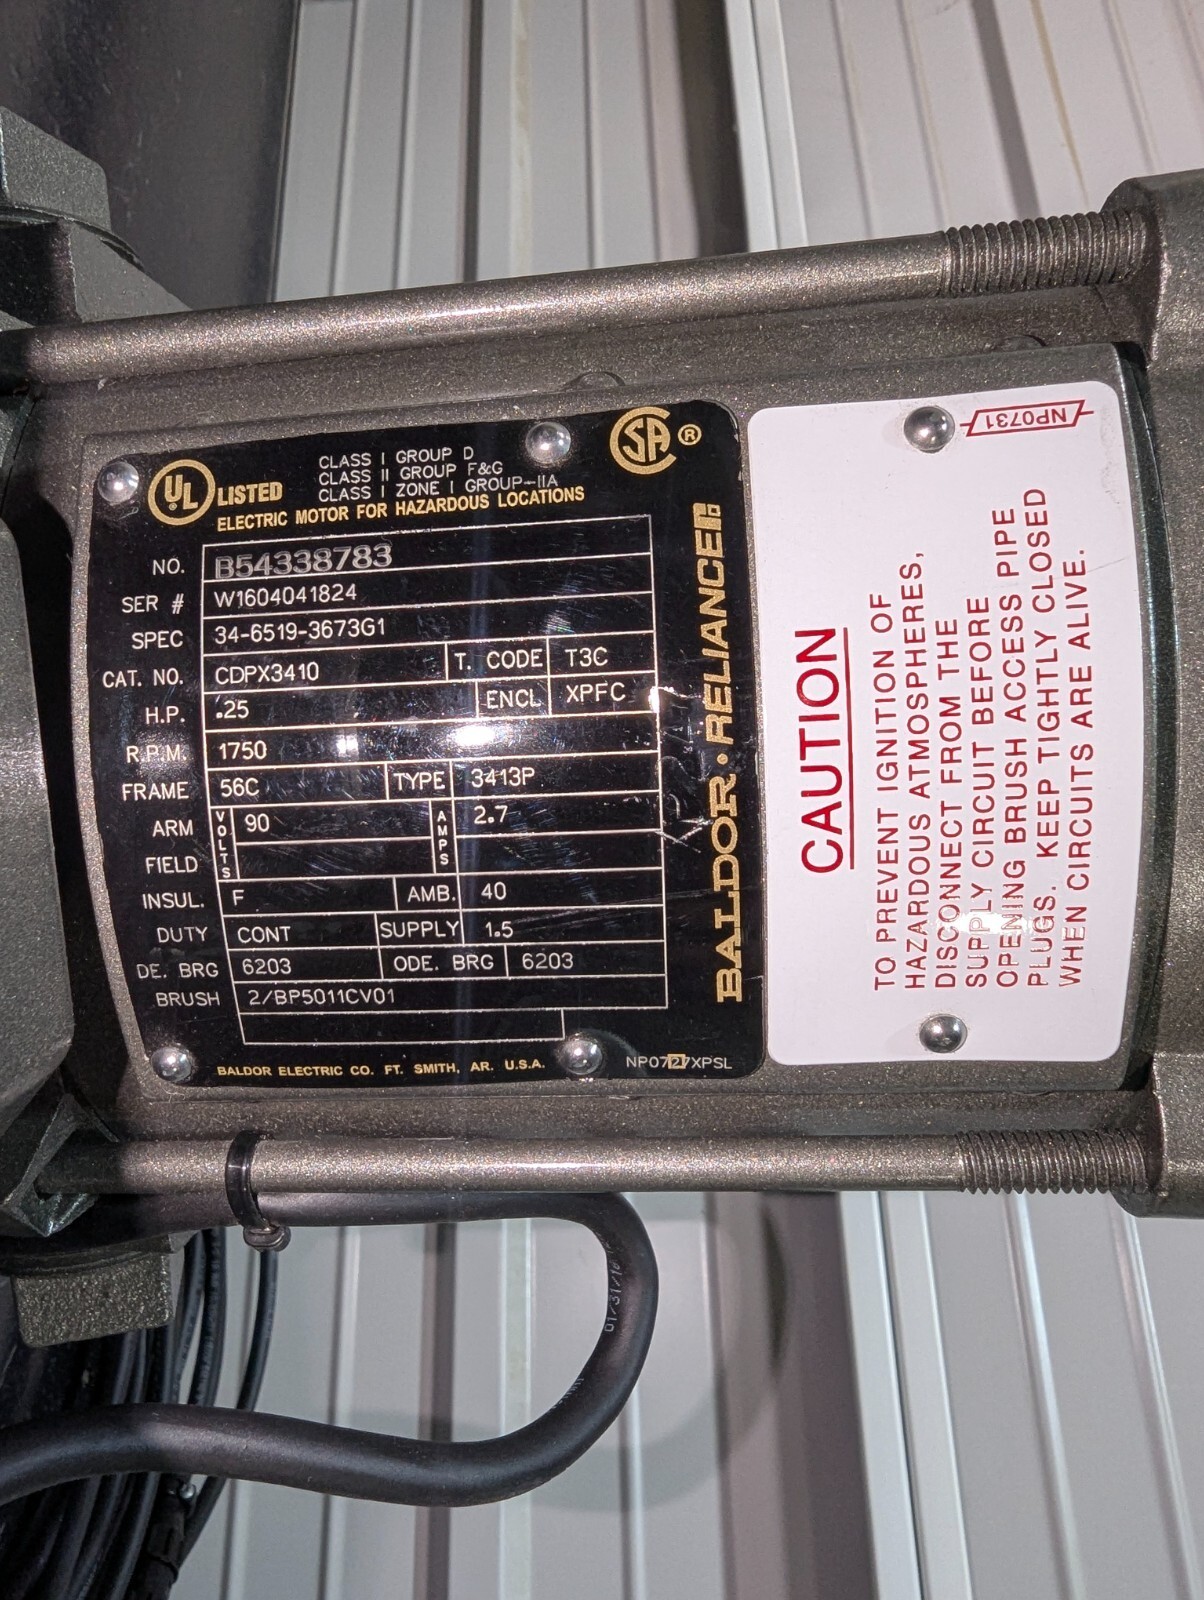 UL LISTED
CLASS I GROUP D
CLASS II GROUP F&G
CLASS I ZONE I GROUP-IIA
ELECTRIC MOTOR FOR HAZARDOUS LOCATIONS
SA ®
NO. B54338783
SER # W1604041824
SPEC 34-6519-3673G1
CAT. NO. CDPX3410 T. CODE T3C
H.P. .25 ENCL XPFC
R.P.M. 1750
FRAME 56C TYPE 3413P
ARM VOLTS 90 AMPS 2.7
FIELD
INSUL. F AMB. 40
DUTY CONT SUPPLY 1.5
DE. BRG 6203 ODE. BRG 6203
BRUSH 2/BP5011CV01
BALDOR ELECTRIC CO. FT. SMITH, AR. U.S.A.
NP0727XPSL
BALDOR · RELIANCER
NP0731
CAUTION
TO PREVENT IGNITION OF
HAZARDOUS ATMOSPHERES,
DISCONNECT FROM THE
SUPPLY CIRCUIT BEFORE
OPENING BRUSH ACCESS PIPE
PLUGS. KEEP TIGHTLY CLOSED
WHEN CIRCUITS ARE ALIVE.
01/31/16